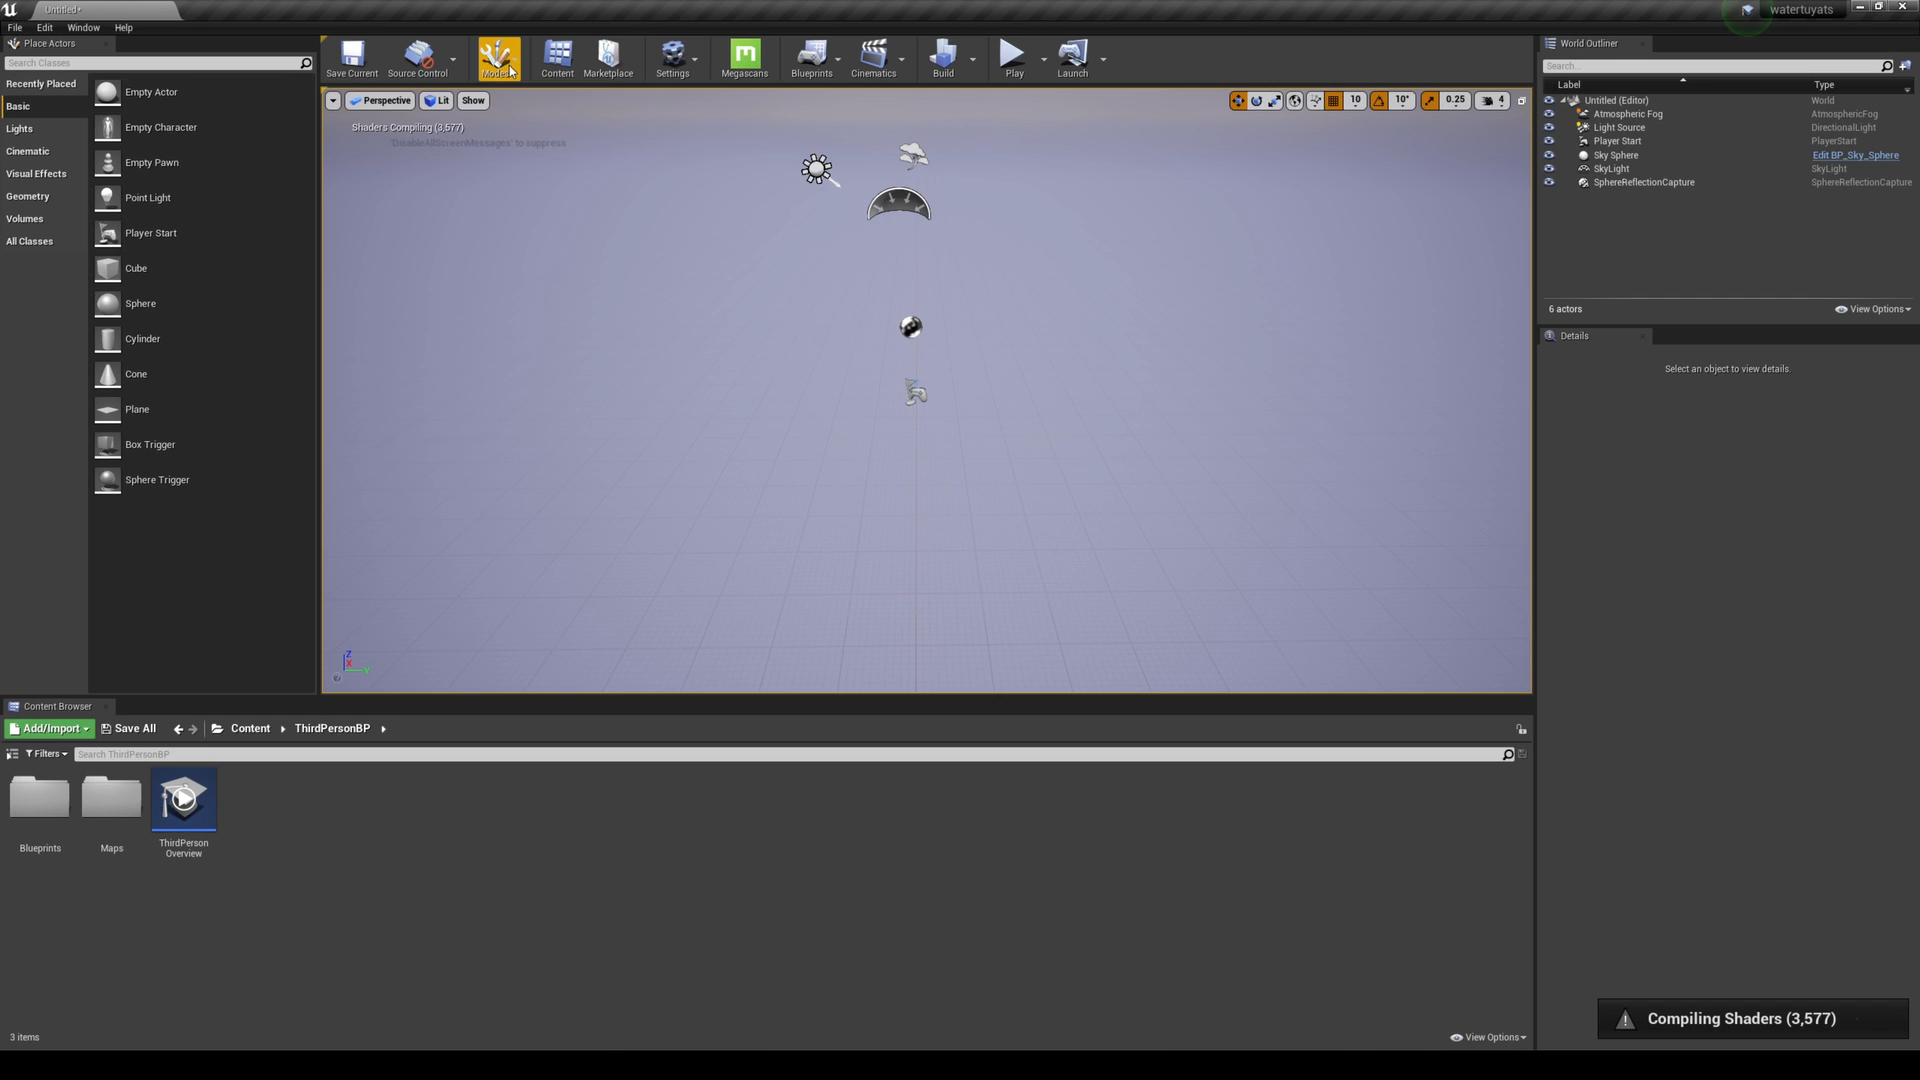 Untitled•
watertuyats
File Edit Window Help
Place Actors
Search Classes
Recently Placed
Basic
Lights
Cinematic
Visual Effects
Geometry
Volumes
All Classes
Empty Actor
Empty Character
Empty Pawn
Point Light
Player Start
Cube
Sphere
Cylinder
Cone
Plane
Box Trigger
Sphere Trigger
Save Current Source Control Modes Content Marketplace Settings Megascans Blueprints Cinematics Build Play Launch
Perspective Lit Show
10 10° 0.25 4
Shaders Compiling (3,577)
'DisableAllScreenMessages' to suppress
Z
X
Y
World Outliner
Search...
Label Type
Untitled (Editor) World
Atmospheric Fog AtmosphericFog
Light Source DirectionalLight
Player Start PlayerStart
Sky Sphere Edit BP_Sky_Sphere
SkyLight SkyLight
SphereReflectionCapture SphereReflectionCapture
6 actors View Options
Details
Select an object to view details.
Content Browser
Add/Import Save All Content ThirdPersonBP
Filters Search ThirdPersonBP
Blueprints
Maps
ThirdPerson
Overview
3 items View Options
Compiling Shaders (3,577)